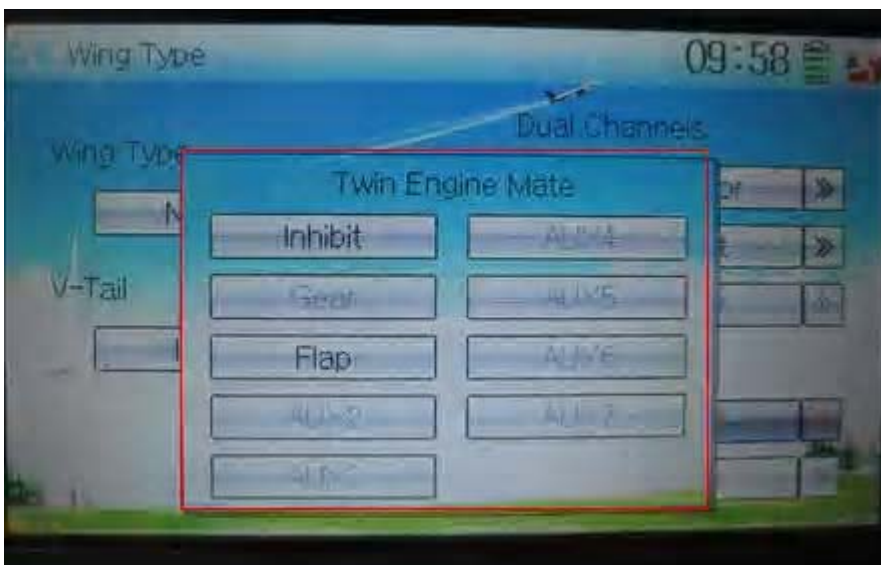 Wing Type
09:58
Dual Channels
Wing Type
Twin Engine Mate
Inhibit
AUX4
V-Tail
Gear
AUX5
Flap
AUX6
AUX2
AUX7